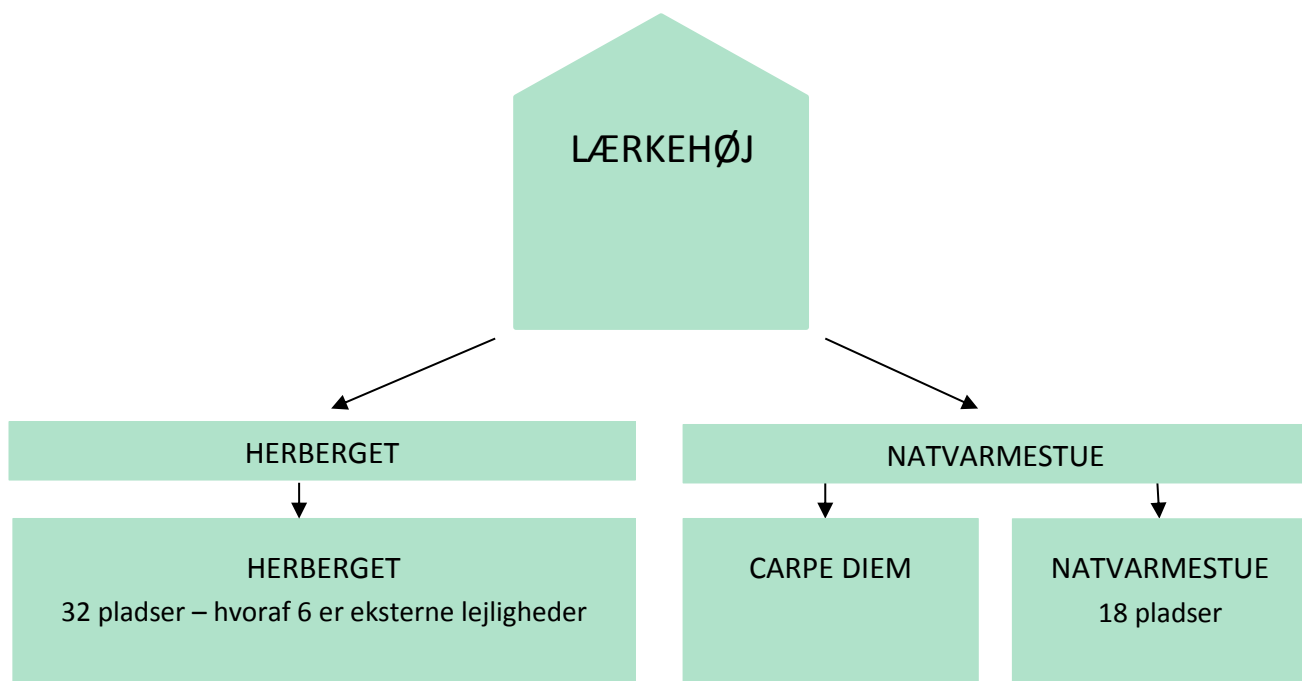 LÆRKEHØJ
HERBERGET
NATVARMESTUE
HERBERGET
32 pladser – hvoraf 6 er eksterne lejligheder
CARPE DIEM
NATVARMESTUE
18 pladser